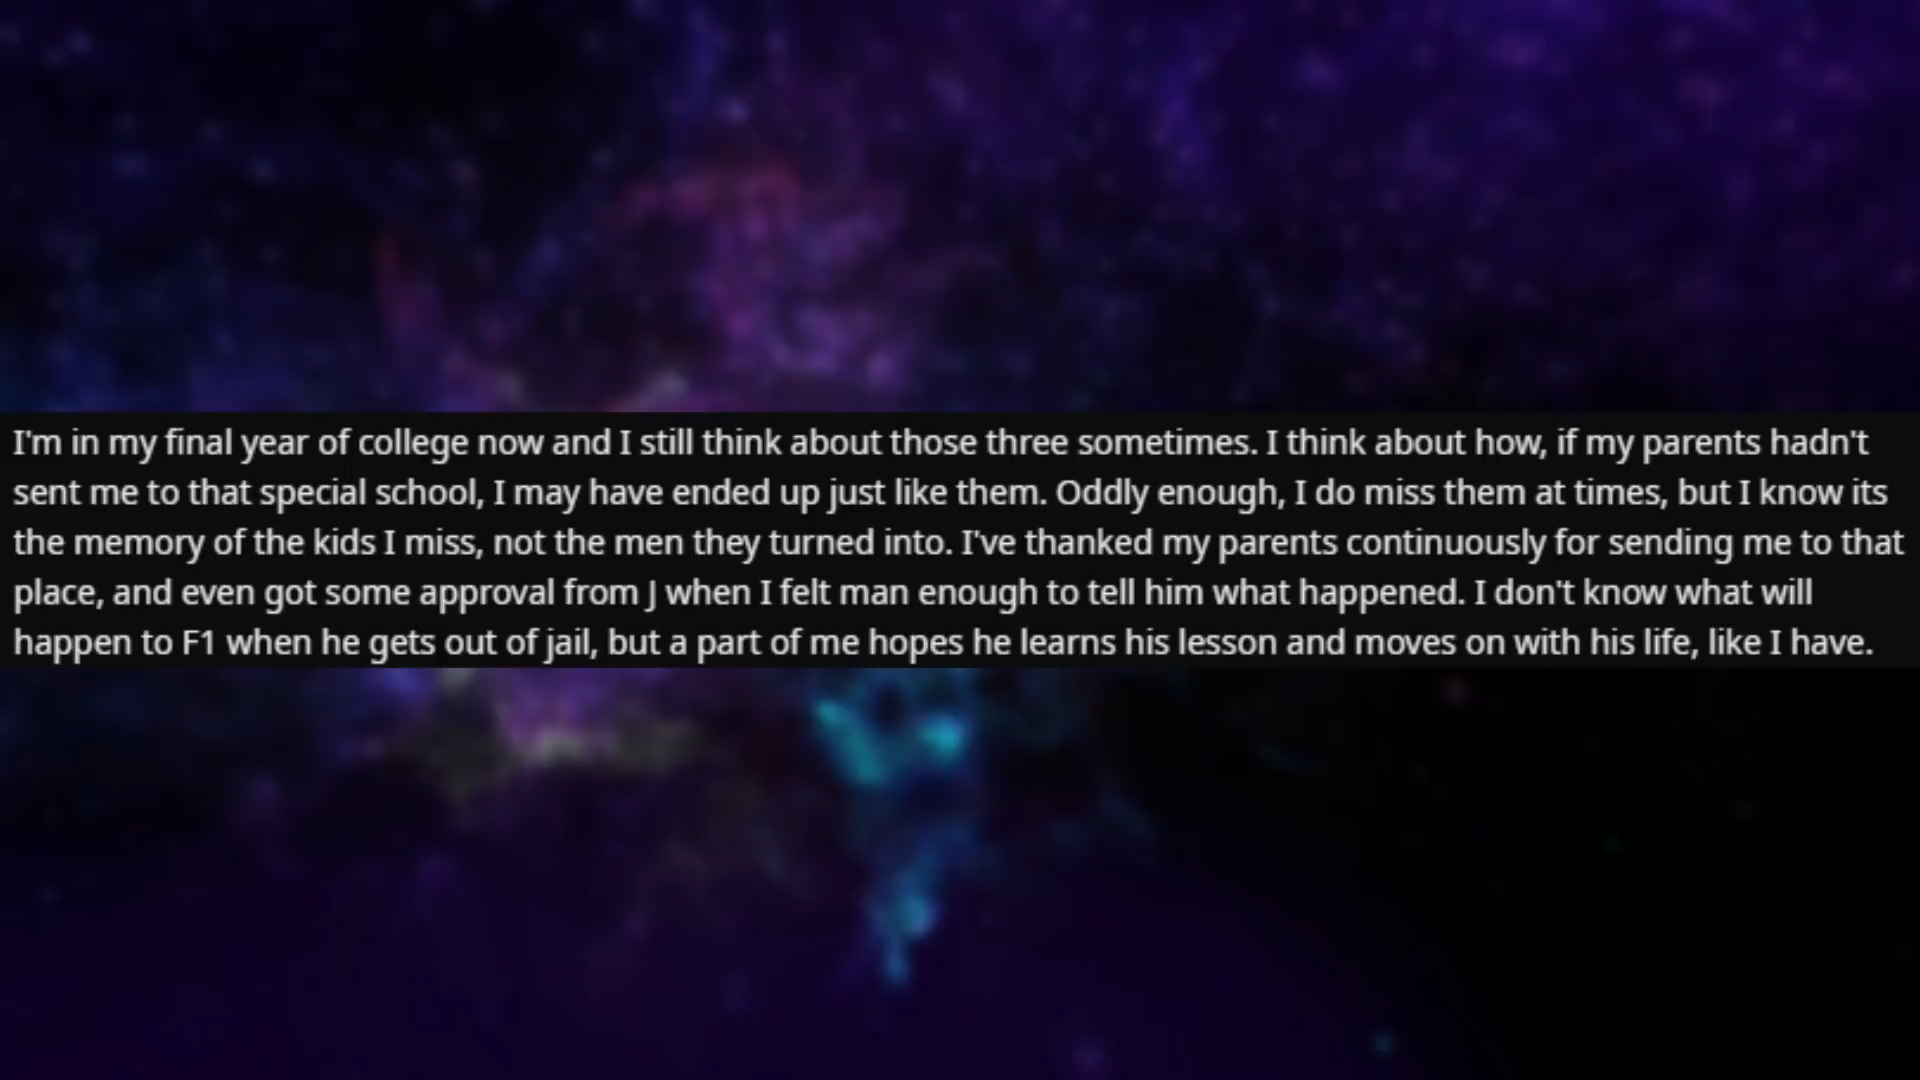 I'm in my final year of college now and I still think about those three sometimes. I think about how, if my parents hadn't
sent me to that special school, I may have ended up just like them. Oddly enough, I do miss them at times, but I know its
the memory of the kids I miss, not the men they turned into. I've thanked my parents continuously for sending me to that
place, and even got some approval from J when I felt man enough to tell him what happened. I don't know what will
happen to F1 when he gets out of jail, but a part of me hopes he learns his lesson and moves on with his life, like I have.